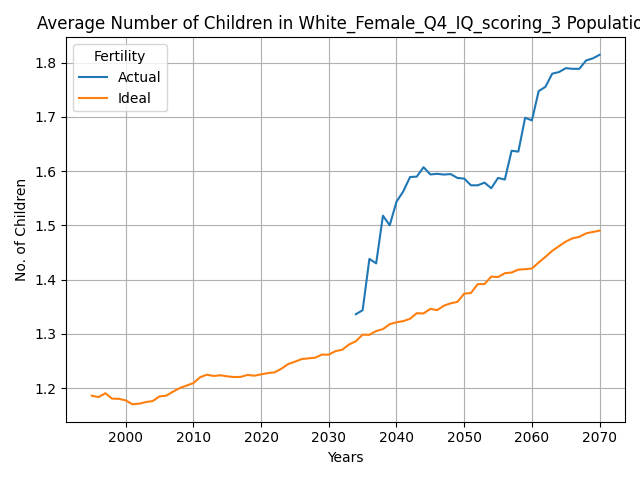 Average Number of Children in White_Female_Q4_IQ_scoring_3 Populatio
Fertility
Actual
Ideal
No. of Children
1.8
1.7
1.6
1.5
1.4
1.3
1.2
2000 2010 2020 2030 2040 2050 2060 2070
Years